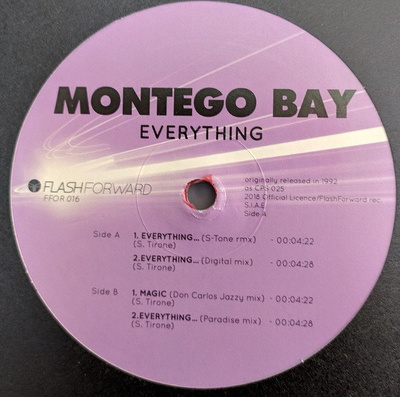 MONTEGO BAY
EVERYTHING
FLASHFORWARD
FFOR 016
originally released in 1992
as CPS 025
2018 Official Licence/FlashForward rec.
S.I.A.E.
Side A
Side A 1. EVERYTHING... (S-Tone rmx) - 00:04:22
(S. Tirone)
2.EVERYTHING... (Digital mix) - 00:04:28
(S. Tirone)
Side B 1. MAGIC (Don Carlos Jazzy mix) - 00:04:22
(S. Tirone)
2.EVERYTHING... (Paradise mix) - 00:04:28
(S. Tirone)